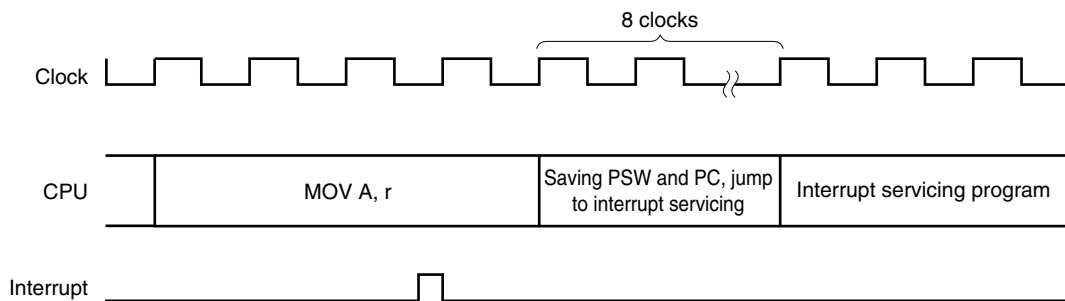 8 clocks
Clock
CPU
MOV A, r
Saving PSW and PC, jump
to interrupt servicing
Interrupt servicing program
Interrupt